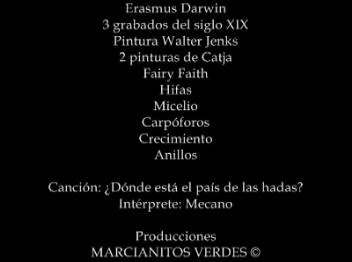 Erasmus Darwin
3 grabados del siglo XIX
Pintura Walter Jenks
2 pinturas de Catja
Fairy Faith
Hifas
Micelio
Carpóforos
Crecimiento
Anillos
Canción: ¿Dónde está el país de las hadas?
Intérprete: Mecano
Producciones
MARCIANITOS VERDES ©